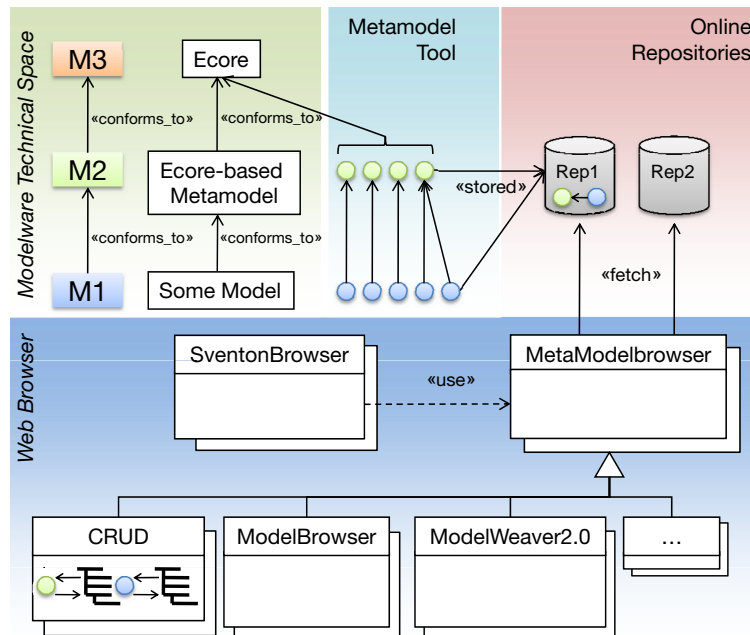 Modelware Technical Space
M3
«conforms_to»
M2
«conforms_to»
M1
Ecore
«conforms_to»
Ecore-based
Metamodel
«conforms_to»
Some Model
Metamodel
Tool
«stored»
Online
Repositories
Rep1
Rep2
«fetch»
Web Browser
SventonBrowser
«use»
MetaModelbrowser
CRUD
ModelBrowser
ModelWeaver2.0
...